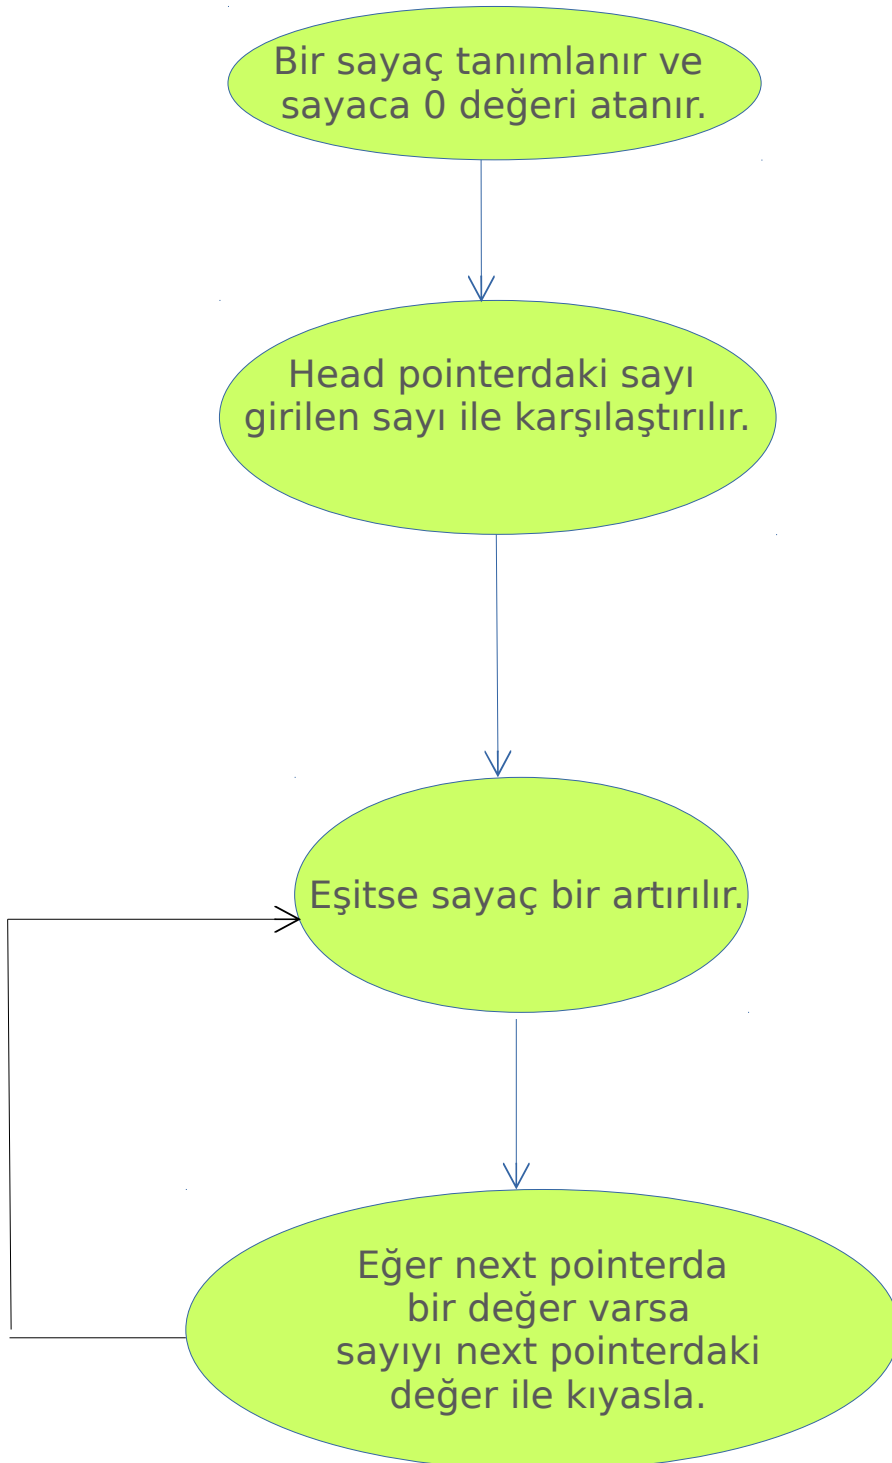 Bir sayaç tanımlanır ve
sayaca 0 değeri atanır.
Head pointerdaki sayı
girilen sayı ile karşılaştırılır.
Eşitse sayaç bir artırılır.
Eğer next pointerda
bir değer varsa
sayıyı next pointerdaki
değer ile kıyasla.